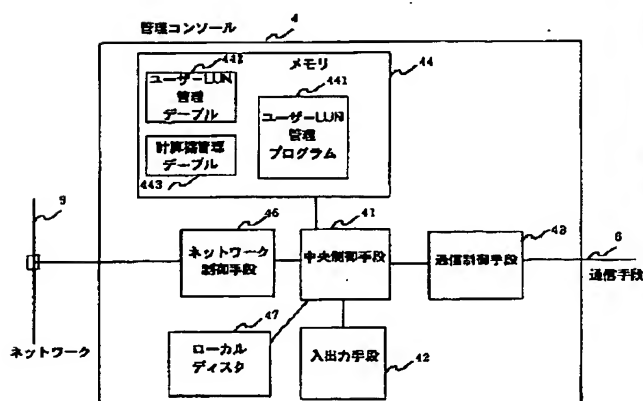 管理コンソール
4
442
メモリ
441
44
ユーザーLUN
管理
テーブル
ユーザーLUN
管理
プログラム
計算機管理
テーブル
443
9
46
41
43
6
ネットワーク
制御手段
中央制御手段
通信制御手段
通信手段
47
ローカル
ディスク
入出力手段
42
ネットワーク